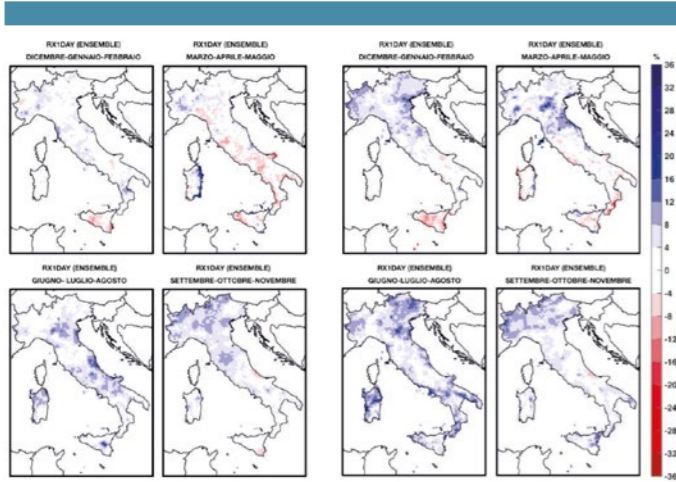 RX1DAY (ENSEMBLE)
DICEMBRE-GENNAIO-FEBBRAIO
RX1DAY (ENSEMBLE)
MARZO-APRILE-MAGGIO
RX1DAY (ENSEMBLE)
DICEMBRE-GENNAIO-FEBBRAIO
RX1DAY (ENSEMBLE)
MARZO-APRILE-MAGGIO
RX1DAY (ENSEMBLE)
GIUGNO-LUGLIO-AGOSTO
RX1DAY (ENSEMBLE)
SETTEMBRE-OTTOBRE-NOVEMBRE
RX1DAY (ENSEMBLE)
GIUGNO-LUGLIO-AGOSTO
RX1DAY (ENSEMBLE)
SETTEMBRE-OTTOBRE-NOVEMBRE
%
36
32
28
24
20
16
12
8
4
0
-4
-8
-12
-16
-20
-24
-28
-32
-36